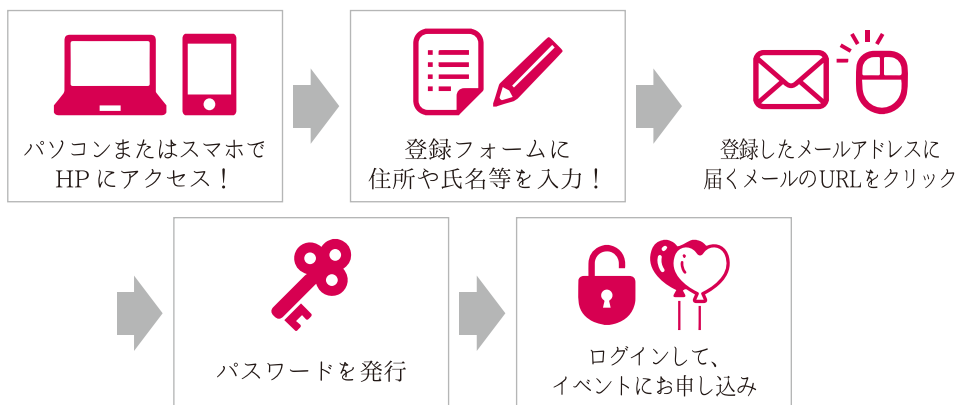 パソコンまたはスマホで
HPにアクセス！
登録フォームに
住所や氏名等を入力！
登録したメールアドレスに
届くメールのURLをクリック
パスワードを発行
ログインして、
イベントにお申し込み